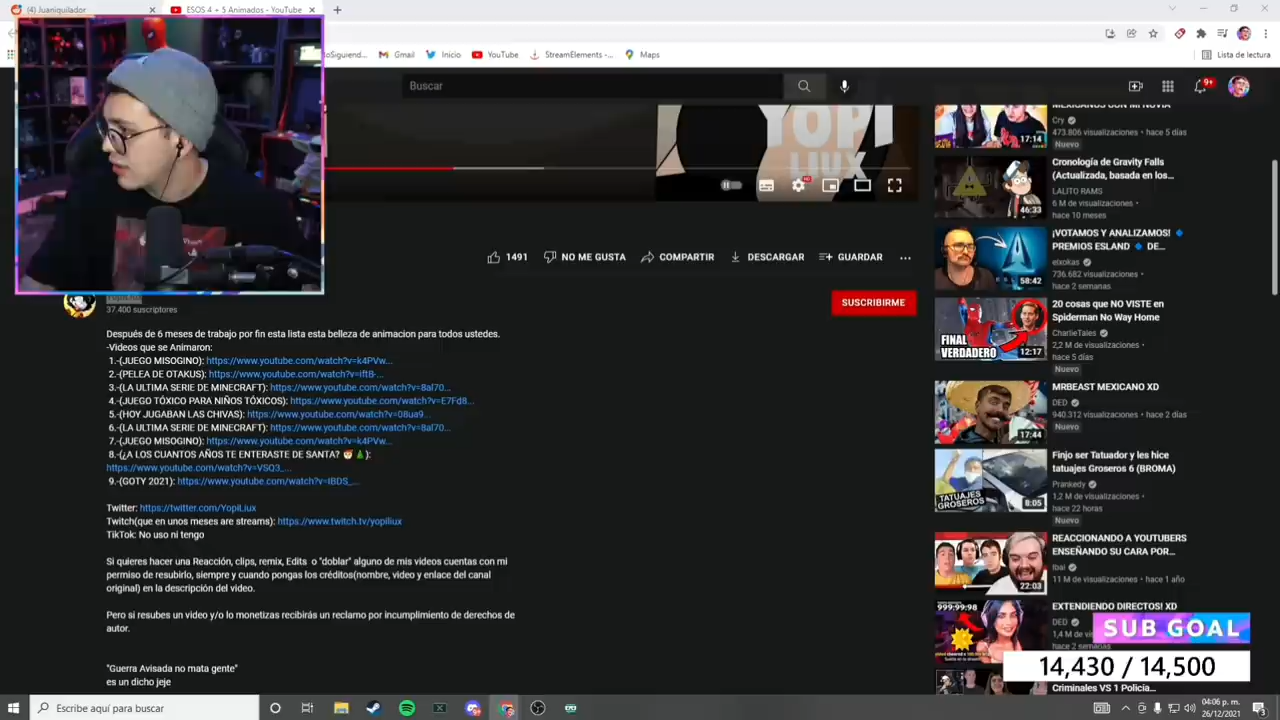 (4) Juaniquilador
ESOS 4 + 5 Animados - YouTube
Gmail
Inicio
YouTube
StreamElements -...
Maps
Lista de lectura
Buscar
9+
YOPI
LIUX
HD
1491
NO ME GUSTA
COMPARTIR
DESCARGAR
GUARDAR
37.400 suscriptores
SUSCRIBIRME
Después de 6 meses de trabajo por fin esta lista esta belleza de animacion para todos ustedes.
-Videos que se Animaron:
1.-(JUEGO MISOGINO): https://www.youtube.com/watch?v=k4PVw...
2.-(PELEA DE OTAKUS): https://www.youtube.com/watch?v=ift8-...
3.-(LA ULTIMA SERIE DE MINECRAFT): https://www.youtube.com/watch?v=8al70...
4.-(JUEGO TÓXICO PARA NIÑOS TÓXICOS): https://www.youtube.com/watch?v=E7Fd8...
5.-(HOY JUGABAN LAS CHIVAS): https://www.youtube.com/watch?v=08ua9...
6.-(LA ULTIMA SERIE DE MINECRAFT): https://www.youtube.com/watch?v=8al70...
7.-(JUEGO MISOGINO): https://www.youtube.com/watch?v=k4PVw...
8.-(¿A LOS CUANTOS AÑOS TE ENTERASTE DE SANTA? 🎅🎄):
https://www.youtube.com/watch?v=VSQ3_...
9.-(GOTY 2021): https://www.youtube.com/watch?v=IBDS_...
Twitter: https://twitter.com/YopiLiux
Twitch(que en unos meses are streams): https://www.twitch.tv/yopiliux
TikTok: No uso ni tengo
Si quieres hacer una Reacción, clips, remix, Edits o "doblar" alguno de mis videos cuentas con mi
permiso de resubirlo, siempre y cuando pongas los créditos(nombre, video y enlace del canal
original) en la descripción del video.
Pero si resubes un video y/o lo monetizas recibirás un reclamo por incumplimiento de derechos de
autor.
"Guerra Avisada no mata gente"
es un dicho jeje
MEXICANOS CON MI NOVIA
Cry
473.806 visualizaciones • hace 5 días
Nuevo
17:14
Cronología de Gravity Falls
(Actualizada, basada en los...
LALITO RAMS
6 M de visualizaciones •
hace 10 meses
46:33
¡VOTAMOS Y ANALIZAMOS! 🔹
PREMIOS ESLAND 🔹 DE...
elxokas
736.682 visualizaciones •
hace 2 semanas
58:42
20 cosas que NO VISTE en
Spiderman No Way Home
CharlieTales
2,2 M de visualizaciones •
hace 5 días
Nuevo
FINAL
VERDADERO
12:17
MRBEAST MEXICANO XD
DED
940.312 visualizaciones • hace 2 días
Nuevo
17:44
Finjo ser Tatuador y les hice
tatuajes Groseros 6 (BROMA)
Prankedy
1,2 M de visualizaciones •
hace 22 horas
Nuevo
TATUAJES
GROSEROS
8:05
REACCIONANDO A YOUTUBERS
ENSEÑANDO SU CARA POR...
Ibai
11 M de visualizaciones • hace 1 año
22:03
EXTENDIENDO DIRECTOS! XD
DED
1,4 M de
hace 2 semanas
999:99:98
SUB GOAL
14,430 / 14,500
Criminales VS 1 Policía...
Escribe aquí para buscar
04:06 p. m.
26/12/2021